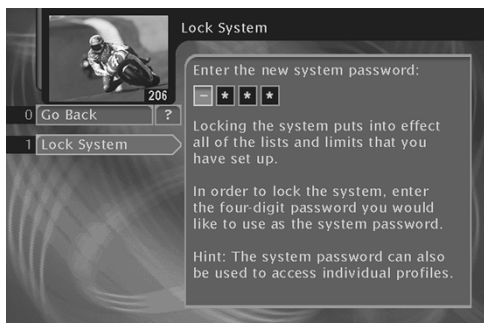 Lock System
206
0 Go Back ?
1 Lock System
Enter the new system password:
– * * *
Locking the system puts into effect
all of the lists and limits that you
have set up.
In order to lock the system, enter
the four-digit password you would
like to use as the system password.
Hint: The system password can also
be used to access individual profiles.